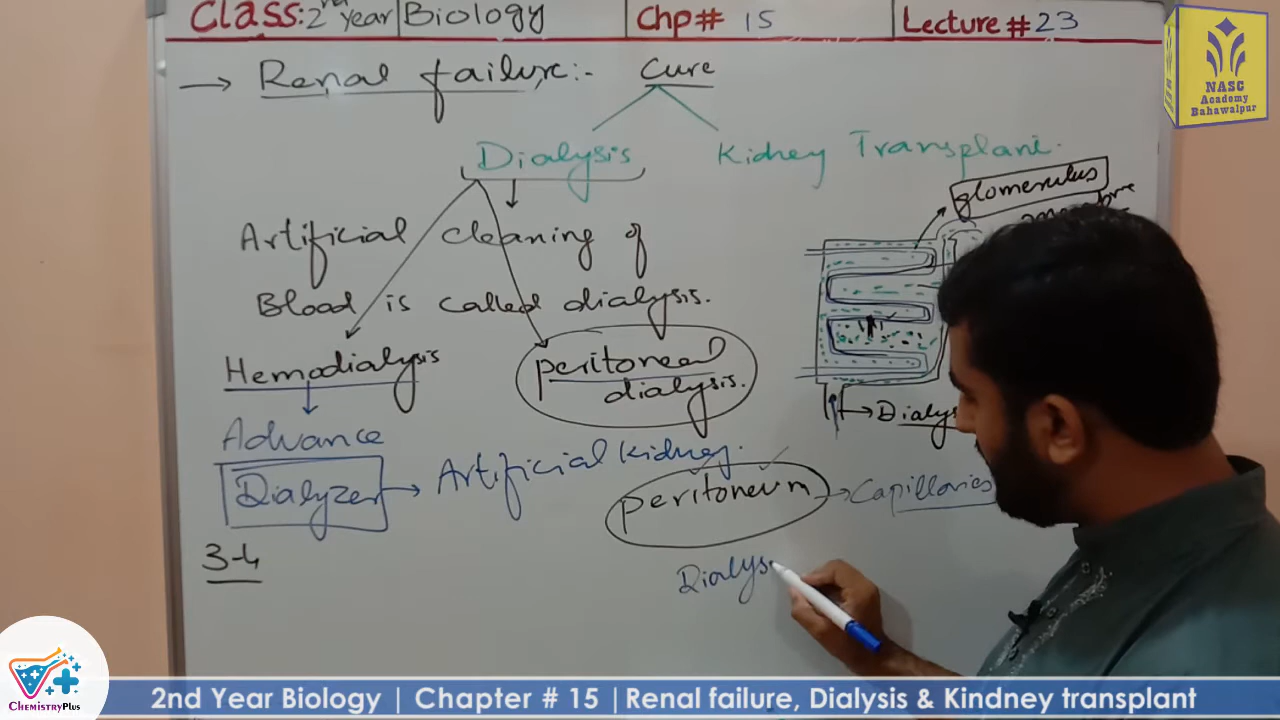 Class: 2nd year Biology Chp# 15 Lecture # 23
NASC
Academy
Bahawalpur
→ Renal failure:- Cure
Dialysis Kidney Transplant.
glomerulus
Artificial cleaning of
Blood is called dialysis.
Hemodialysis
peritoneal
dialysis.
→ Dialys
Advance
Dialyzer → Artificial kidney.
peritoneum → Capillaries
3-4
Dialys
ChemistryPlus
2nd Year Biology | Chapter # 15 | Renal failure, Dialysis & Kindney transplant